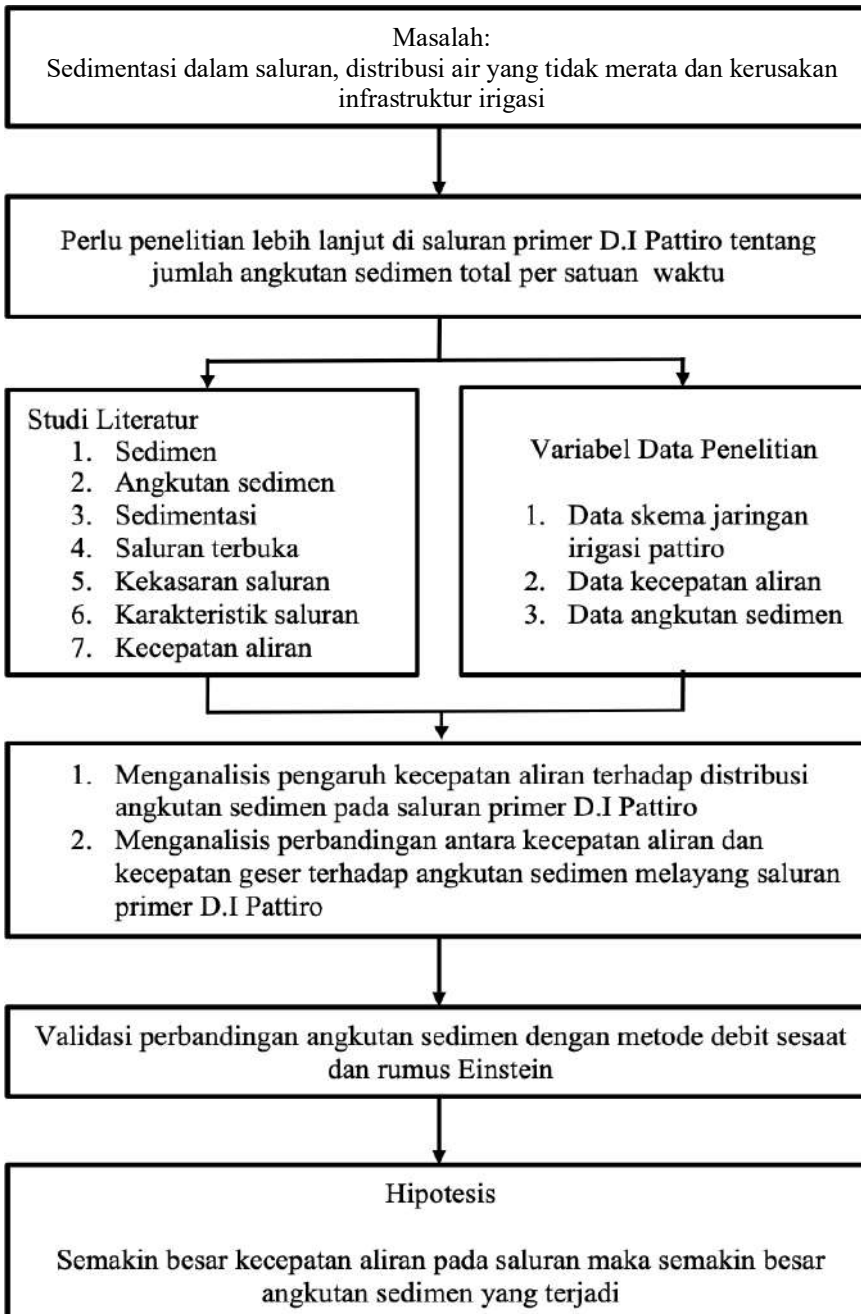 Masalah:
Sedimentasi dalam saluran, distribusi air yang tidak merata dan kerusakan
infrastruktur irigasi
Perlu penelitian lebih lanjut di saluran primer D.I Pattiro tentang
jumlah angkutan sedimen total per satuan waktu
Studi Literatur
1. Sedimen
2. Angkutan sedimen
3. Sedimentasi
4. Saluran terbuka
5. Kekasaran saluran
6. Karakteristik saluran
7. Kecepatan aliran
Variabel Data Penelitian
1. Data skema jaringan
irigasi pattiro
2. Data kecepatan aliran
3. Data angkutan sedimen
1. Menganalisis pengaruh kecepatan aliran terhadap distribusi
angkutan sedimen pada saluran primer D.I Pattiro
2. Menganalisis perbandingan antara kecepatan aliran dan
kecepatan geser terhadap angkutan sedimen melayang saluran
primer D.I Pattiro
Validasi perbandingan angkutan sedimen dengan metode debit sesaat
dan rumus Einstein
Hipotesis
Semakin besar kecepatan aliran pada saluran maka semakin besar
angkutan sedimen yang terjadi